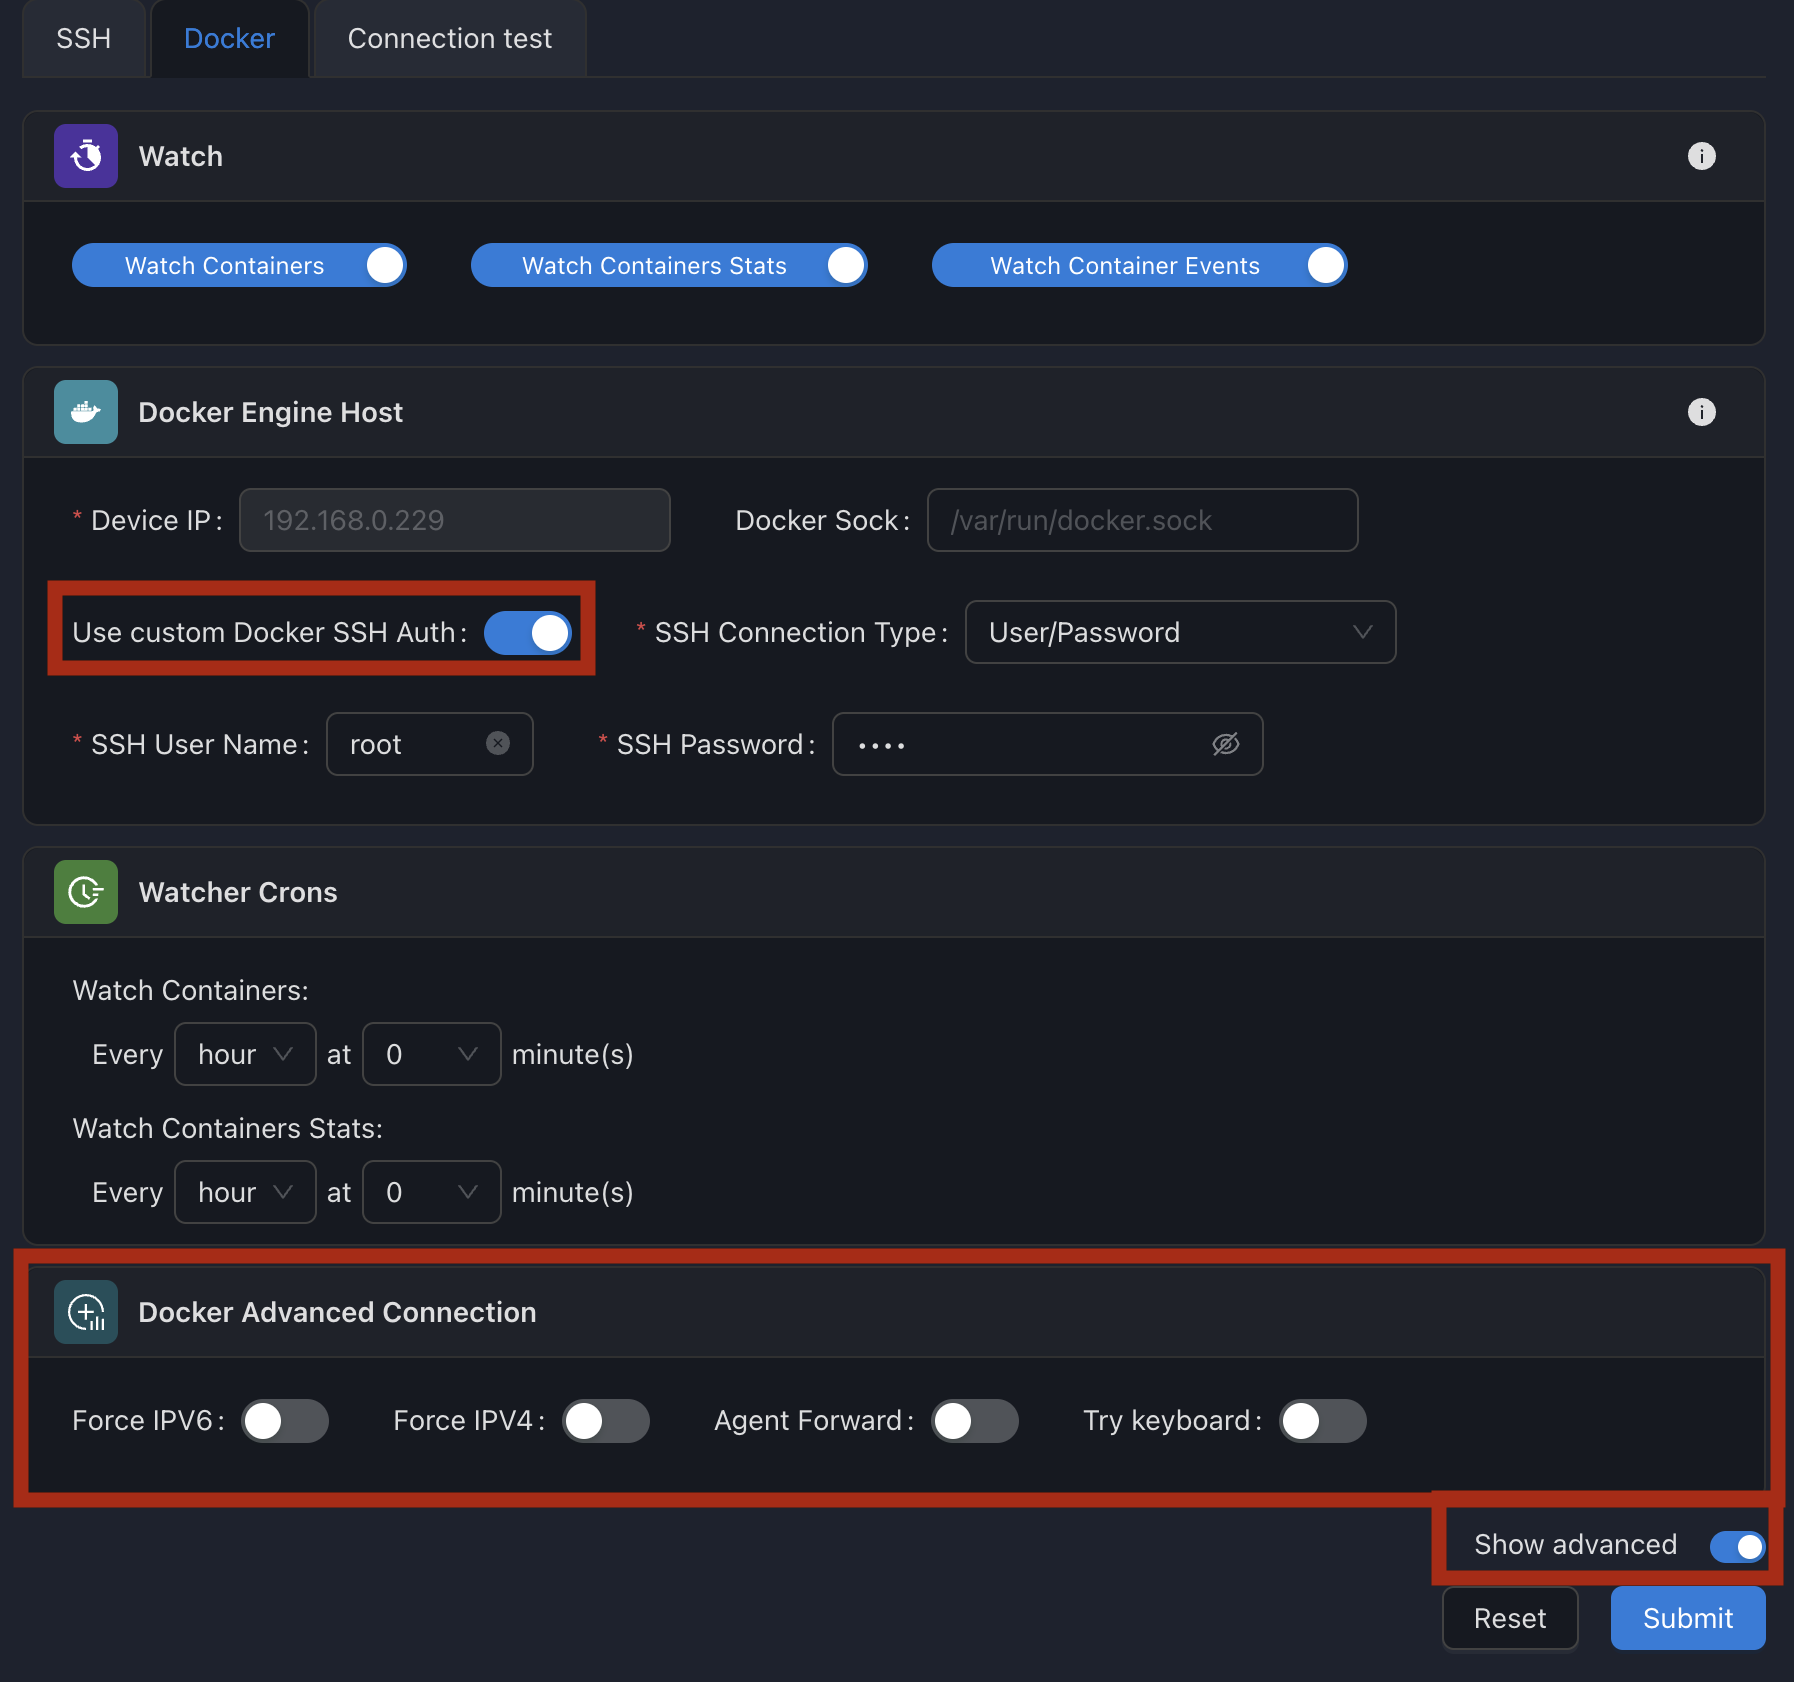 SSH Docker Connection test
Watch
Watch Containers Watch Containers Stats Watch Container Events
Docker Engine Host
* Device IP: 192.168.0.229 Docker Sock: /var/run/docker.sock
Use custom Docker SSH Auth: * SSH Connection Type: User/Password
* SSH User Name: root * SSH Password: ••••
Watcher Crons
Watch Containers:
Every hour at 0 minute(s)
Watch Containers Stats:
Every hour at 0 minute(s)
Docker Advanced Connection
Force IPV6: Force IPV4: Agent Forward: Try keyboard:
Show advanced
Reset Submit